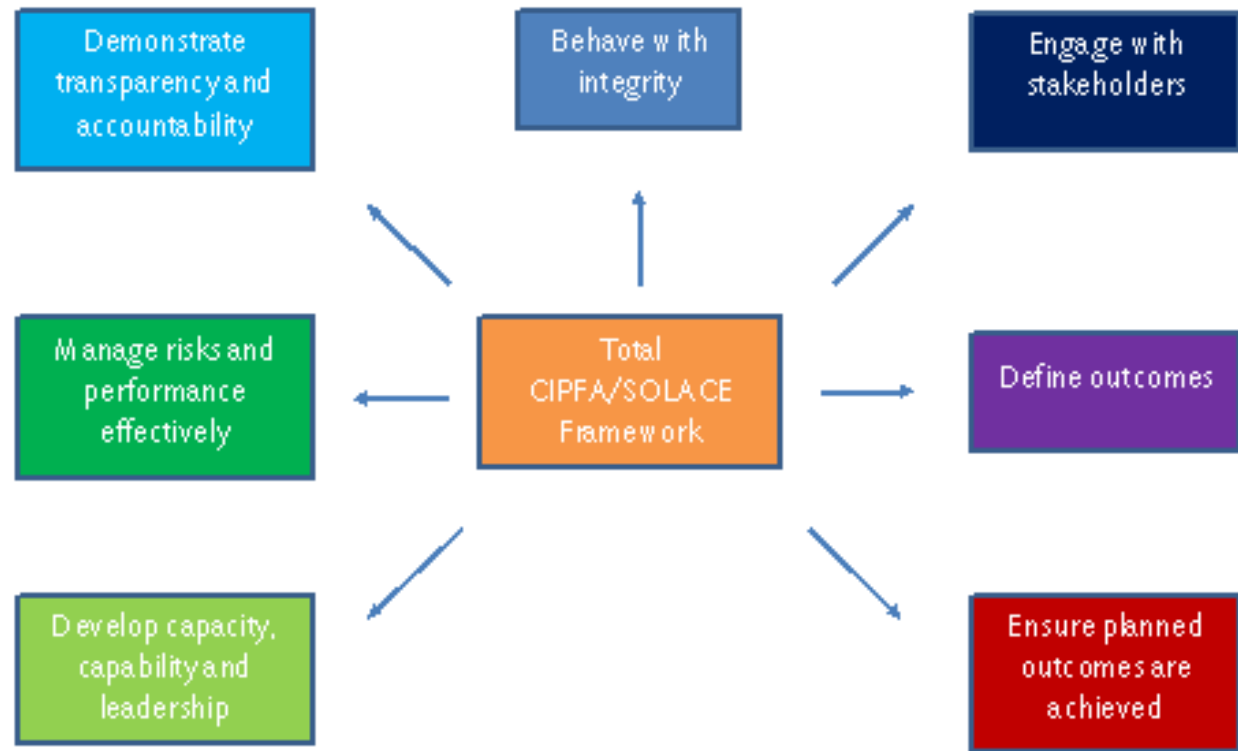 Demonstrate
transparency and
accountability
Behave with
integrity
Engage with
stakeholders
Manage risks and
performance
effectively
Total
CIPFA/SOLACE
Framework
Define outcomes
Develop capacity,
capability and
leadership
Ensure planned
outcomes are
achieved